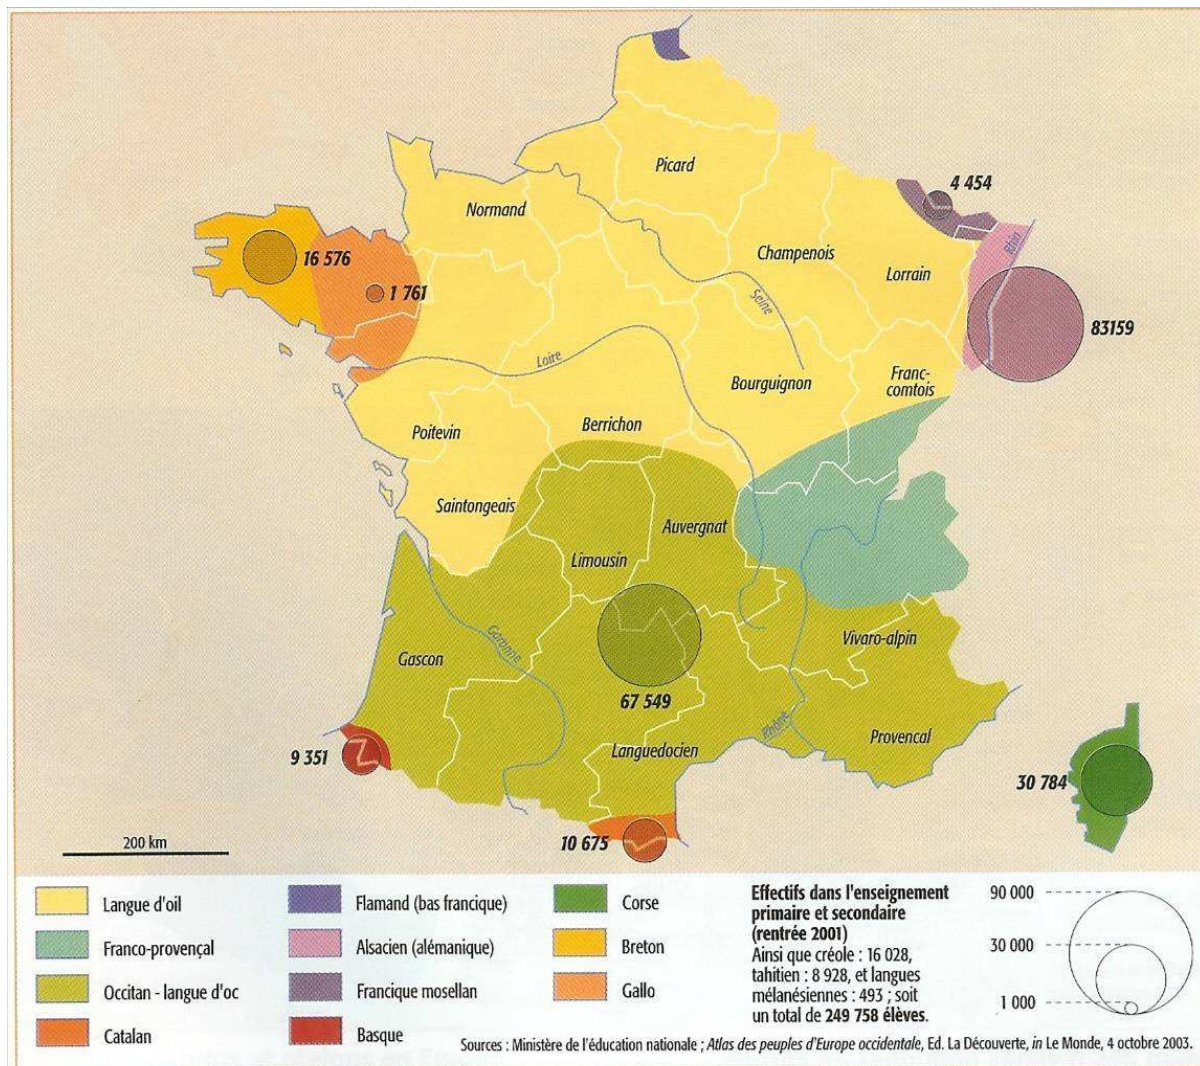 Picard
4 454
Normand
Rhin
16 576
Champenois
Lorrain
1 761
Seine
83159
Loire
Bourguignon
Franc-
comtois
Poitevin
Berrichon
Saintongeais
Auvergnat
Limousin
Garonne
Vivaro-alpin
Gascon
67 549
Rhône
Provencal
Languedocien
9 351
30 784
10 675
200 km
Langue d'oil
Franco-provençal
Occitan - langue d'oc
Catalan
Flamand (bas francique)
Alsacien (alémanique)
Francique mosellan
Basque
Corse
Breton
Gallo
Effectifs dans l'enseignement
primaire et secondaire
(rentrée 2001)
Ainsi que créole : 16 028,
tahitien : 8 928, et langues
mélanésiennes : 493 ; soit
un total de 249 758 élèves.
90 000
30 000
1 000
Sources : Ministère de l'éducation nationale ; Atlas des peuples d'Europe occidentale, Ed. La Découverte, in Le Monde, 4 octobre 2003.